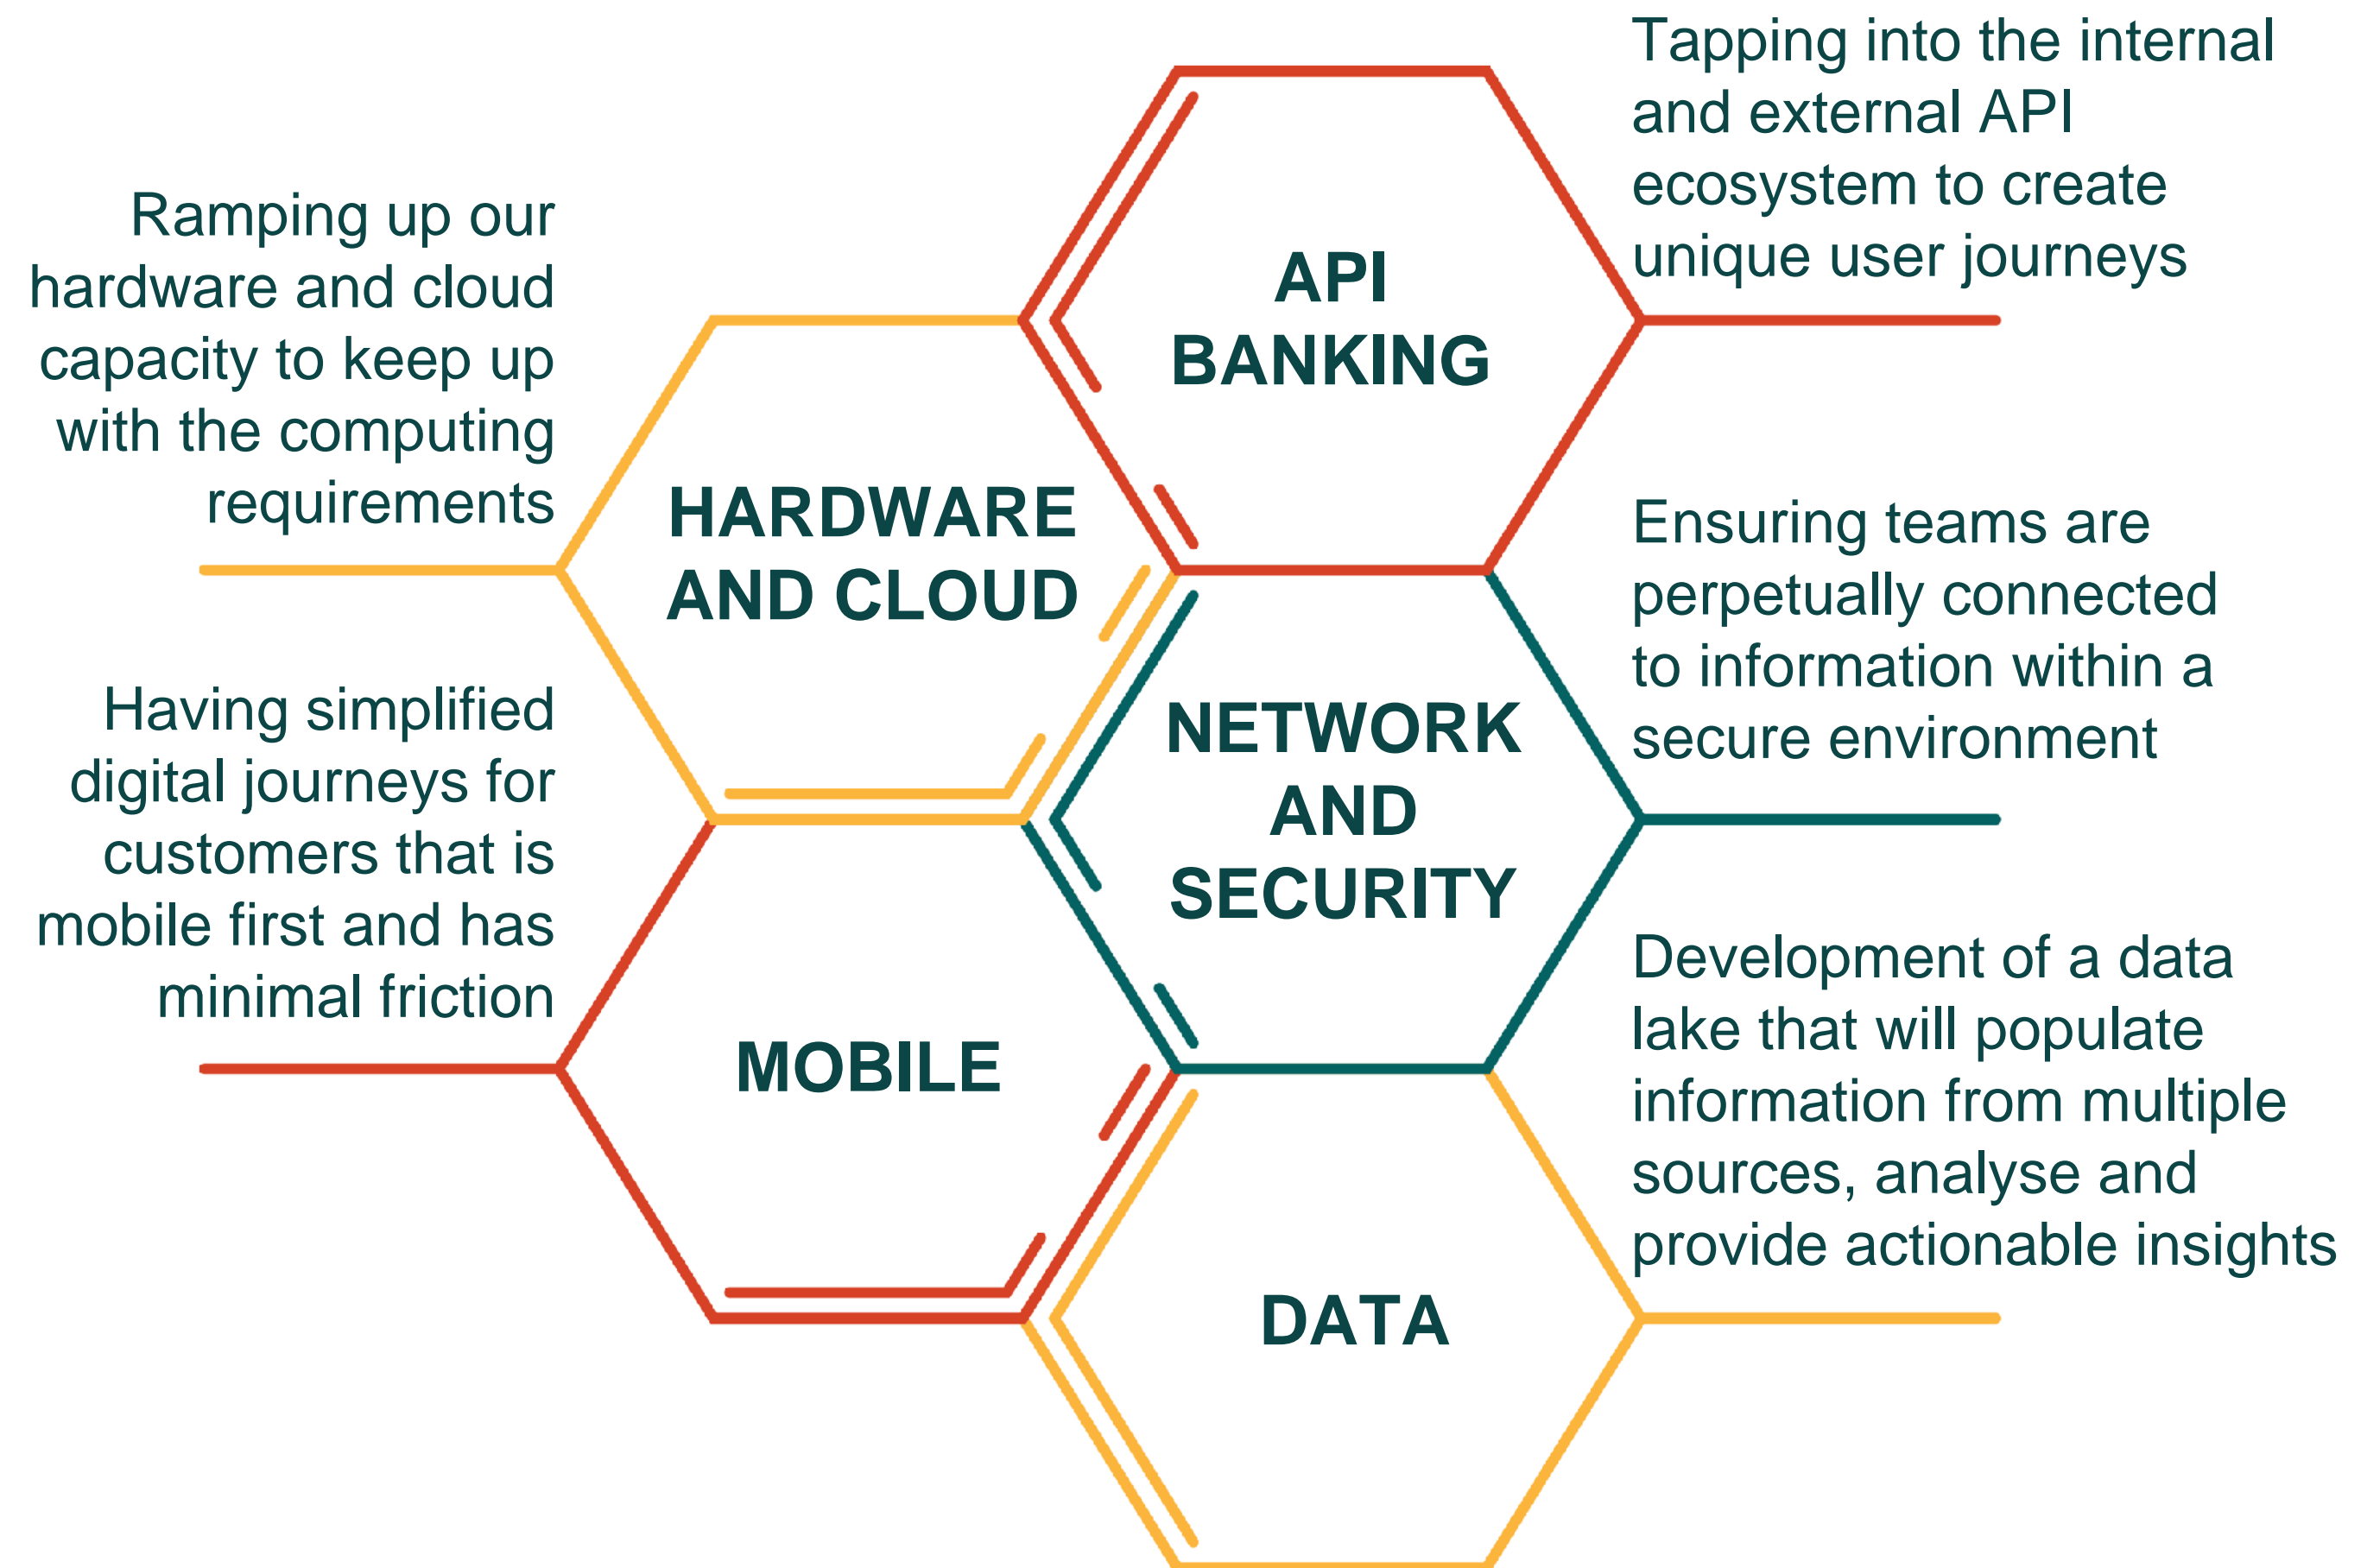 Tapping into the internal
and external API
ecosystem to create
unique user journeys
API
BANKING
Ramping up our
hardware and cloud
capacity to keep up
with the computing
requirements
HARDWARE
AND CLOUD
Ensuring teams are
perpetually connected
to information within a
secure environment
NETWORK
AND
SECURITY
Having simplified
digital journeys for
customers that is
mobile first and has
minimal friction
MOBILE
Development of a data
lake that will populate
information from multiple
sources, analyse and
provide actionable insights
DATA